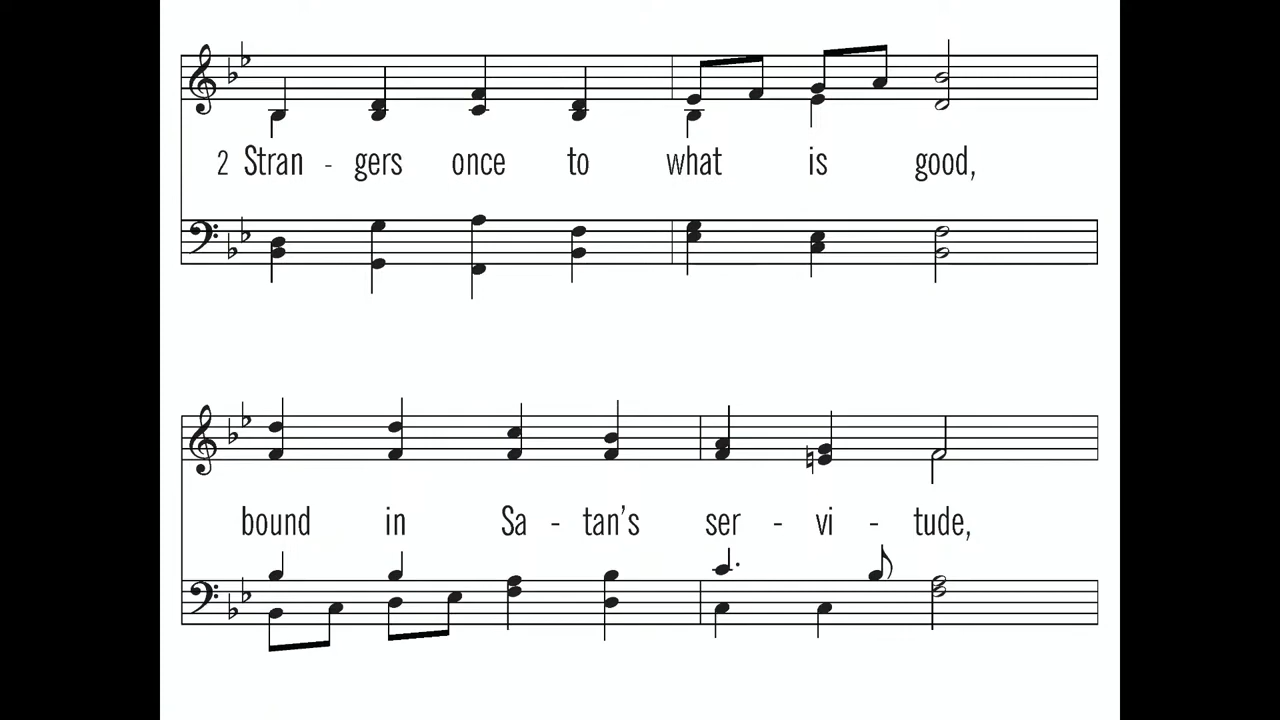 2 Stran - gers once to what is good,
bound in Sa - tan’s ser - vi - tude,